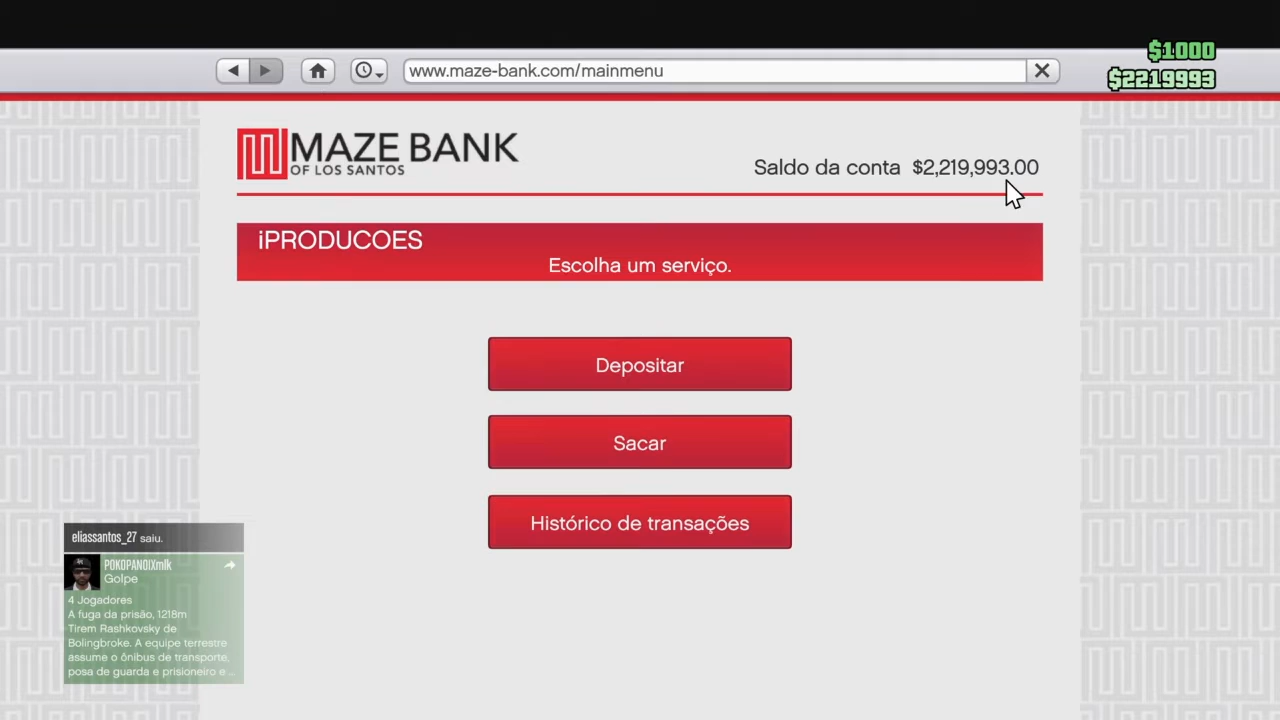 www.maze-bank.com/mainmenu
$1000
$2219993
MAZE BANK
OF LOS SANTOS
Saldo da conta $2,219,993.00
iPRODUCOES
Escolha um serviço.
Depositar
Sacar
Histórico de transações
eliassantos_27 saiu.
POKOPANOIXmlk
Golpe
4 Jogadores
A fuga da prisão, 1218m
Tirem Rashkovsky de
Bolingbroke. A equipe terrestre
assume o ônibus de transporte,
posa de guarda e prisioneiro e ...